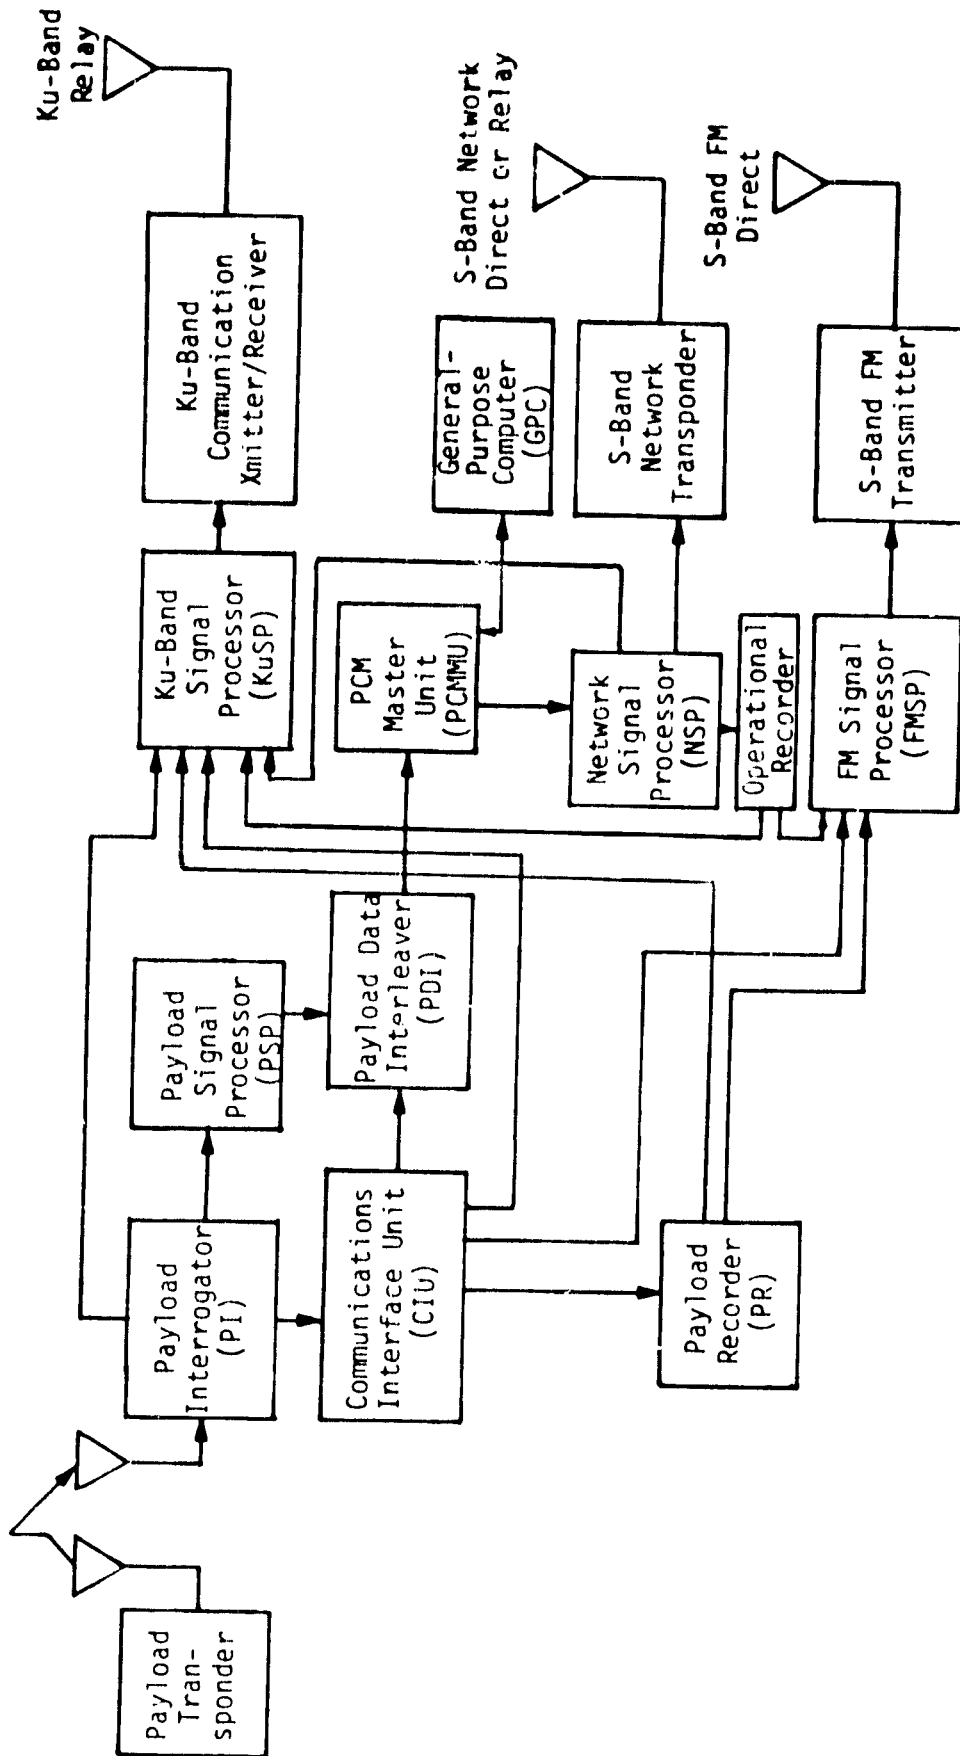 Payload
Tran-
sponder
Payload
Interrogator
(PI)
Payload
Signal
Processor
(PSP)
Ku-Band
Signal
Processor
(KuSP)
Ku-Band
Communication
Xmitter/Receiver
Ku-Band
Relay
Communications
Interface Unit
(CIU)
Payload Data
Interleaver
(PDI)
PCM
Master
Unit
(PCMMU)
General-
Purpose
Computer
(GPC)
S-Band Network
Direct or Relay
Network
Signal
Processor
(NSP)
S-Band
Network
Transponder
Operational
Recorder
Payload
Recorder
(PR)
FM Signal
Processor
(FMSP)
S-Band FM
Transmitter
S-Band FM
Direct